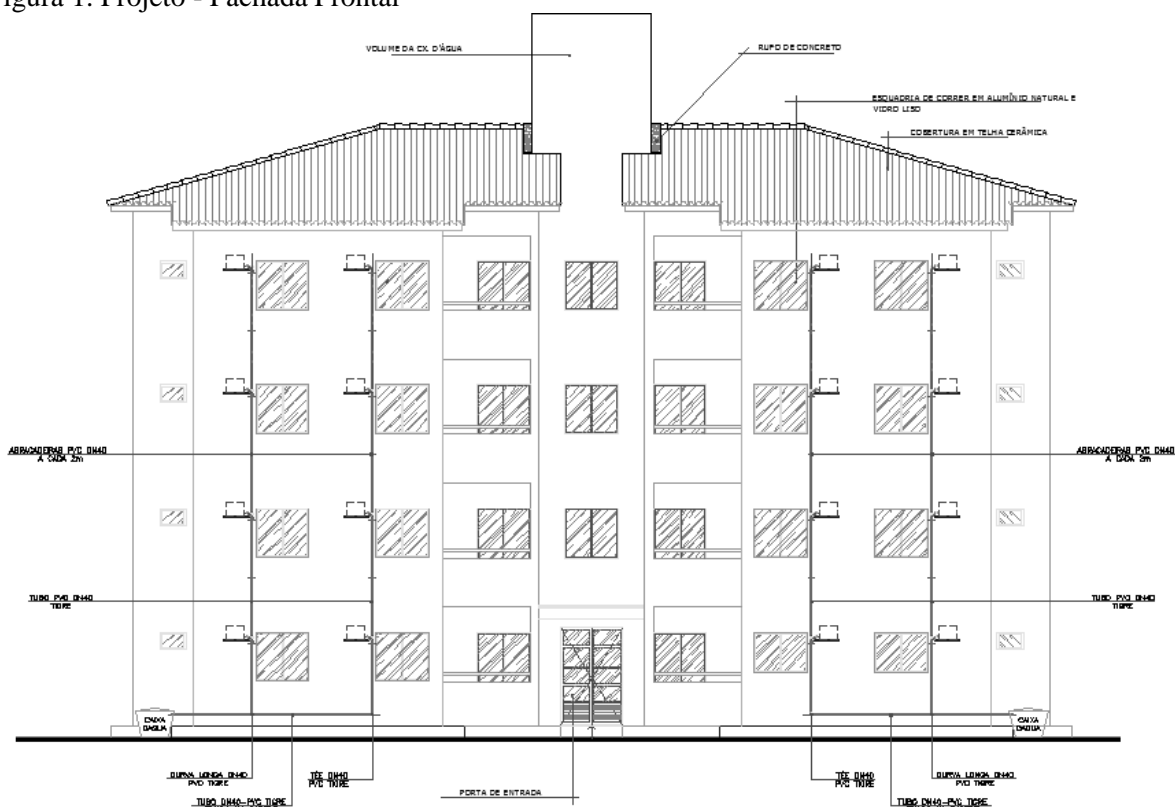 Figura 1: Projeto - Fachada Frontal
VOLUME DA CX. D'ÁGUA
RUFO DE CONCRETO
ESQUADRIA DE CORRER EM ALUMÍNIO NATURAL E
VIDRO LISO
COBERTURA EM TELHA CERÂMICA
ABRAÇADEIRAS PVC DN40
A CADA 2m
ABRAÇADEIRAS PVC DN40
A CADA 2m
TUBO PVC DN40
TIGRE
TUBO PVC DN40
TIGRE
CAIXA
DAGUA
CAIXA
DAGUA
CURVA LONGA DN40
PVC TIGRE
TÊE DN40
PVC TIGRE
TÊE DN40
PVC TIGRE
CURVA LONGA DN40
PVC TIGRE
TUBO DN40-PVC TIGRE
PORTA DE ENTRADA
TUBO DN40-PVC TIGRE